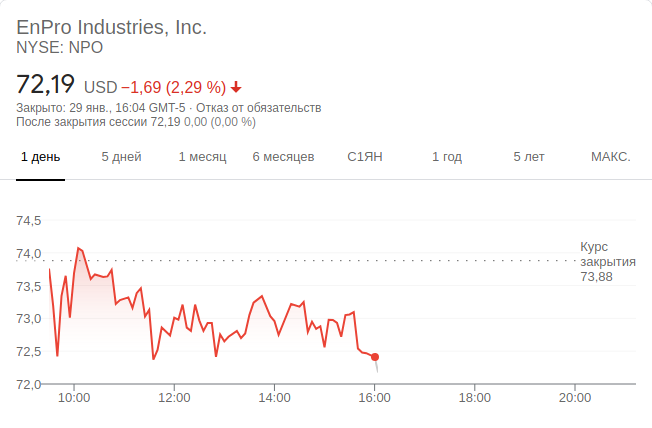 EnPro Industries, Inc.
NYSE: NPO
72,19 USD −1,69 (2,29 %)
Закрыто: 29 янв., 16:04 GMT-5 · Отказ от обязательств
После закрытия сессии 72,19 0,00 (0,00 %)
1 день 5 дней 1 месяц 6 месяцев С1ЯН 1 год 5 лет МАКС.
74,5
Курс
74,0
закрытия
73,88
73,5
73,0
72,5
72,0
10:00 12:00 14:00 16:00 18:00 20:00